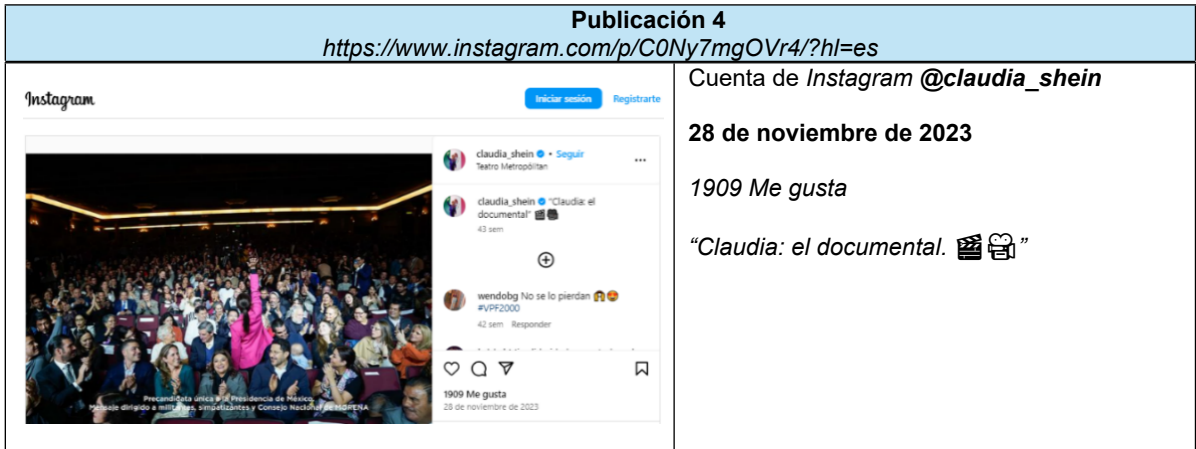 Publicación 4
https://www.instagram.com/p/C0Ny7mgOVr4/?hl=es
Instagram
Iniciar sesión Registrarte
claudia_shein • Seguir
Teatro Metropólitan
claudia_shein "Claudia: el
documental" 🎬🎥
43 sem
wendobg No se lo pierdan 🙌😍
#VPF2000
42 sem Responder
1909 Me gusta
28 de noviembre de 2023
Precandidata única a la Presidencia de México.
Mensaje dirigido a militantes, simpatizantes y Consejo Nacional de MORENA
Cuenta de Instagram @claudia_shein
28 de noviembre de 2023
1909 Me gusta
“Claudia: el documental. 🎬🎥”